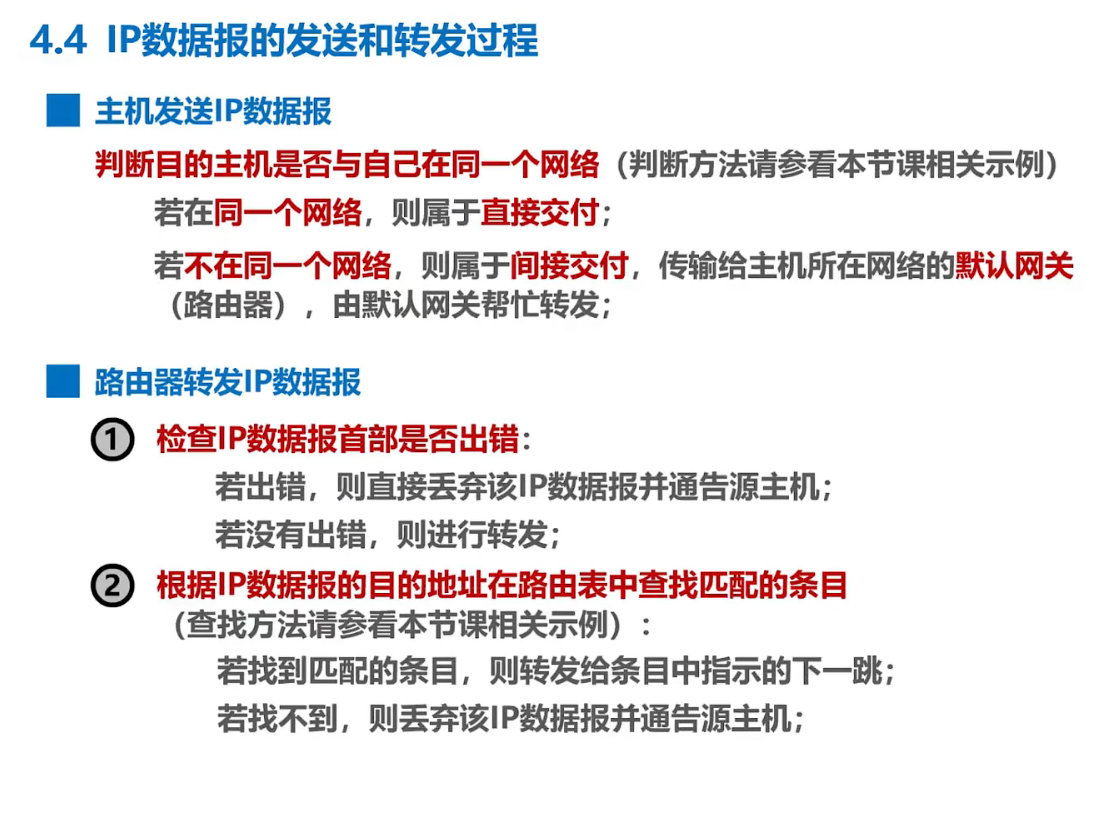 4.4 IP数据报的发送和转发过程
主机发送IP数据报
判断目的主机是否与自己在同一个网络（判断方法请参看本节课相关示例）
若在同一个网络，则属于直接交付；
若不在同一个网络，则属于间接交付，传输给主机所在网络的默认网关
（路由器），由默认网关帮忙转发；
路由器转发IP数据报
① 检查IP数据报首部是否出错：
若出错，则直接丢弃该IP数据报并通告源主机；
若没有出错，则进行转发；
② 根据IP数据报的目的地址在路由表中查找匹配的条目
（查找方法请参看本节课相关示例）：
若找到匹配的条目，则转发给条目中指示的下一跳；
若找不到，则丢弃该IP数据报并通告源主机；